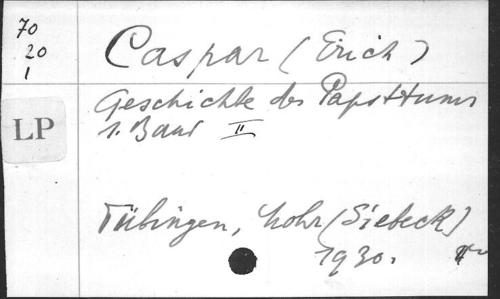 70
20
1
Caspar (Erich)
LP
Geschichte des Papsttums
1. Band II
Tübingen, Mohr (Siebeck)
1930.